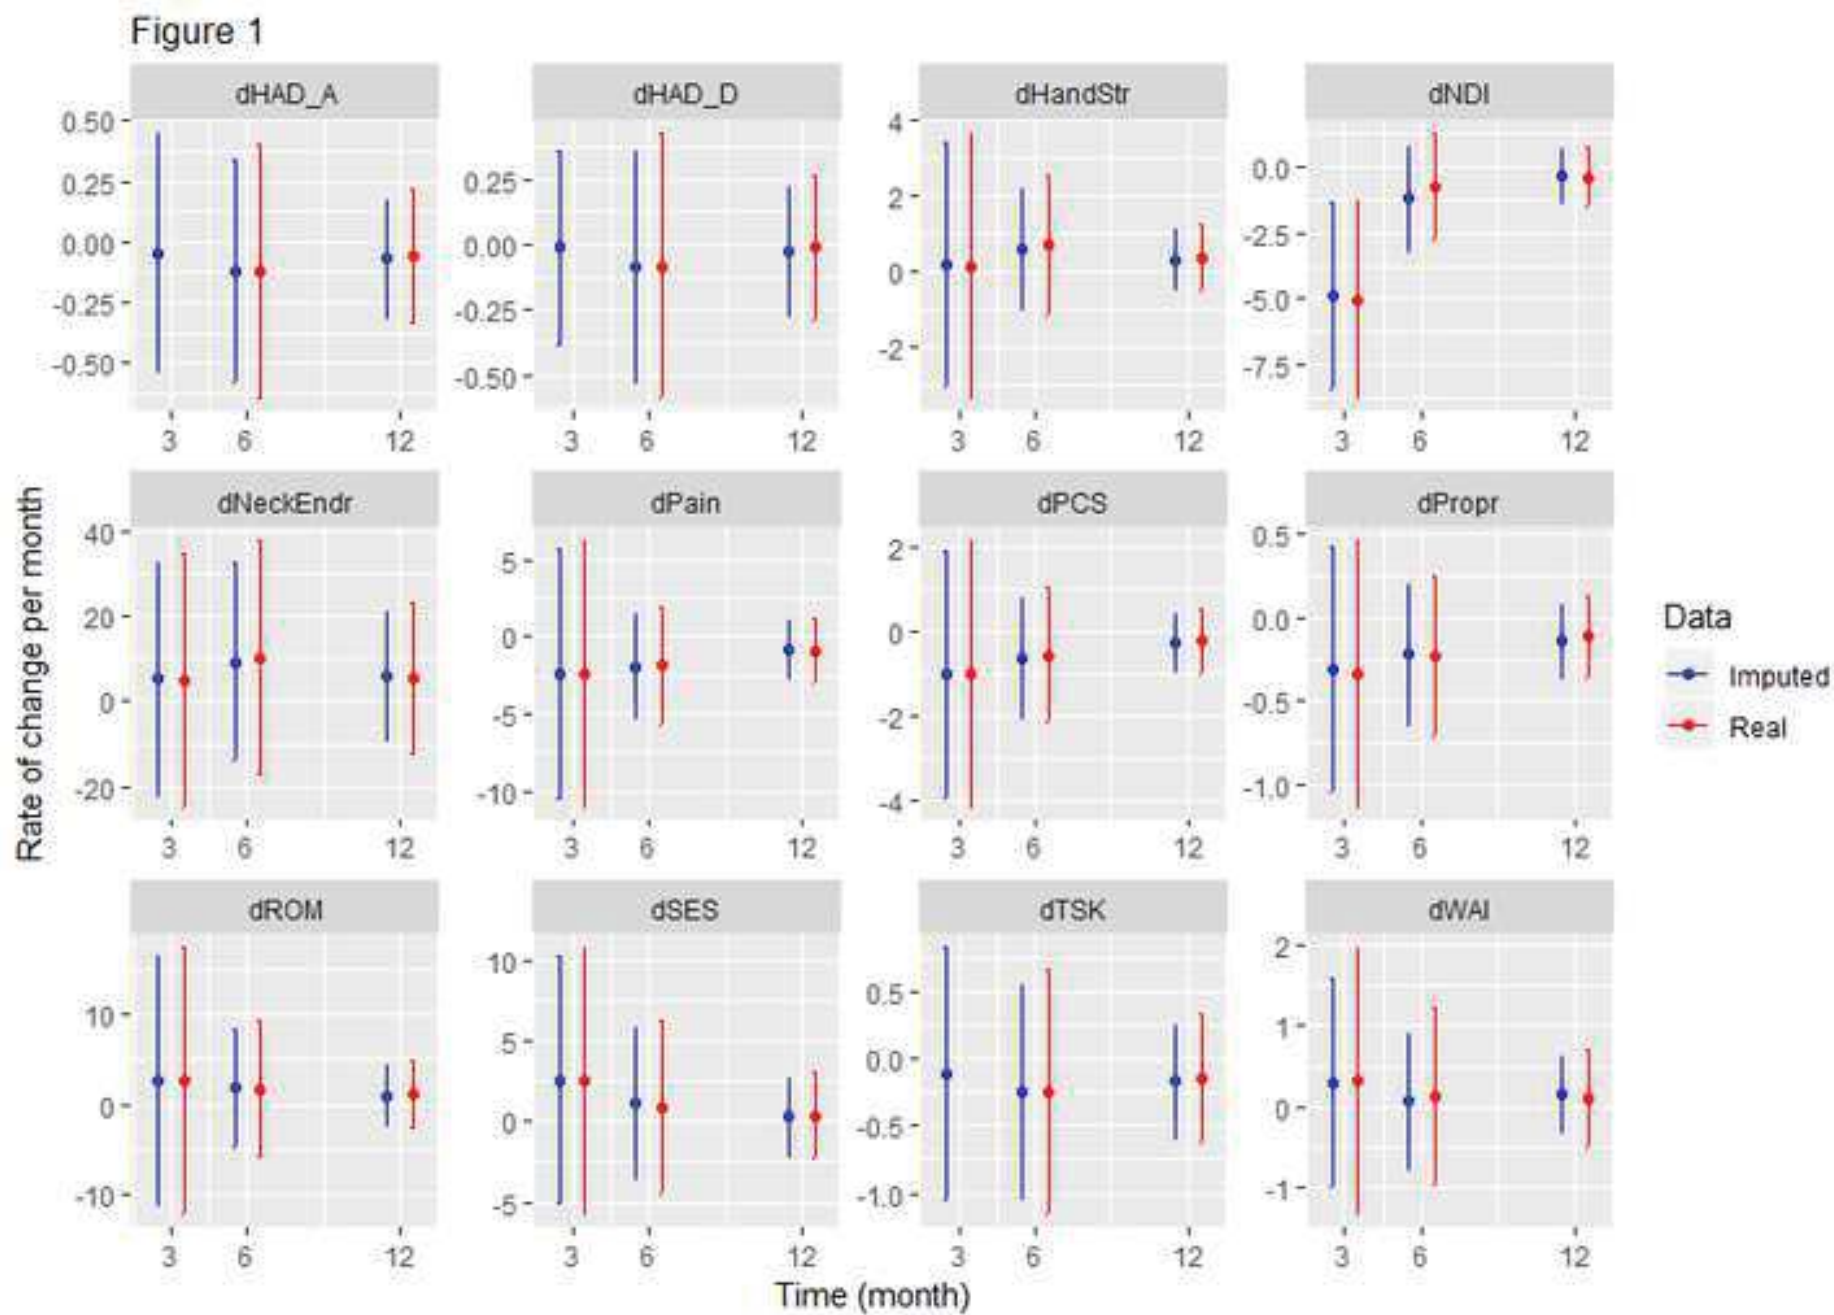 Figure 1
dHAD_A
dHAD_D
dHandStr
dNDI
0.50
0.25
0.00
-0.25
-0.50
0.25
0.00
-0.25
-0.50
4
2
0
-2
0.0
-2.5
-5.0
-7.5
3 6 12
3 6 12
3 6 12
3 6 12
Rate of change per month
dNeckEndr
dPain
dPCS
dPropr
40
20
0
-20
5
0
-5
-10
2
0
-2
-4
0.5
0.0
-0.5
-1.0
3 6 12
3 6 12
3 6 12
3 6 12
Data
Imputed
Real
dROM
dSES
dTSK
dWAI
10
0
-10
10
5
0
-5
0.5
0.0
-0.5
-1.0
2
1
0
-1
3 6 12
3 6 12
3 6 12
3 6 12
Time (month)